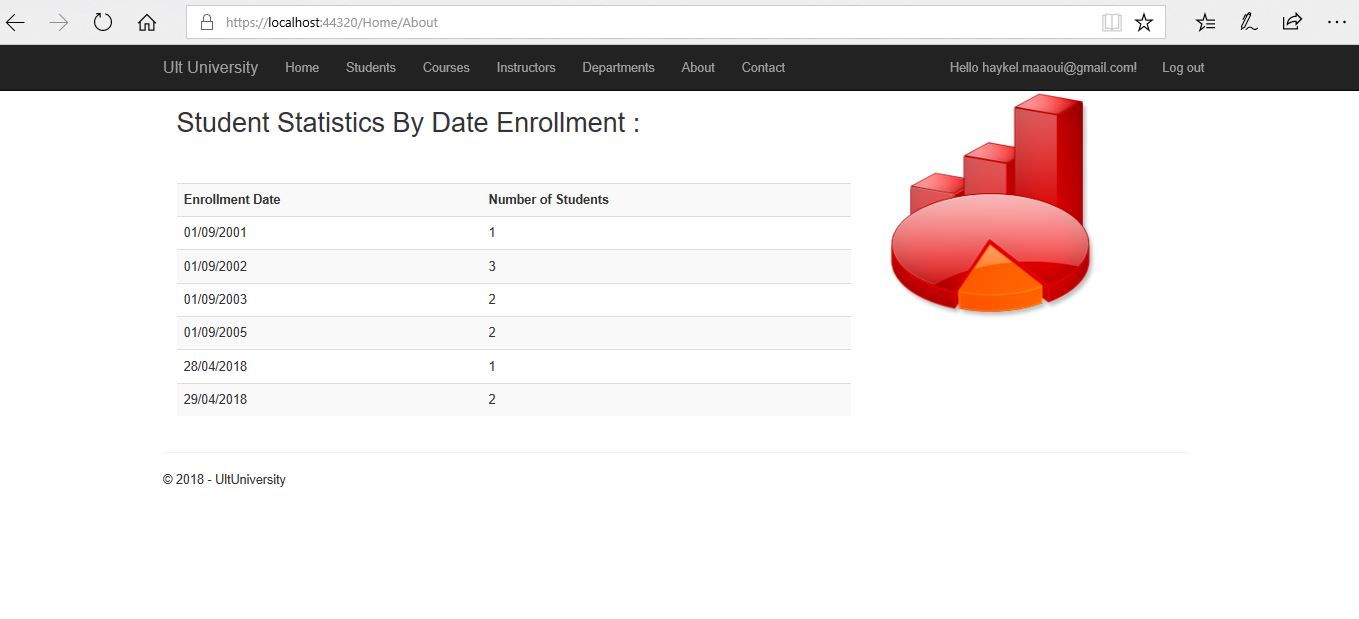 https://localhost:44320/Home/About
Ult University Home Students Courses Instructors Departments About Contact Hello haykel.maaoui@gmail.com! Log out
Student Statistics By Date Enrollment :
Enrollment Date Number of Students
01/09/2001 1
01/09/2002 3
01/09/2003 2
01/09/2005 2
28/04/2018 1
29/04/2018 2
© 2018 - UltUniversity